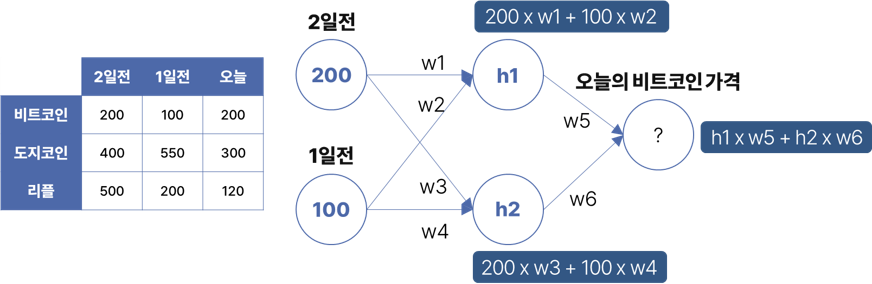 2일전 1일전 오늘
비트코인 200 100 200
도지코인 400 550 300
리플 500 200 120
2일전
200
1일전
100
w1
w2
w3
w4
200 x w1 + 100 x w2
h1
h2
200 x w3 + 100 x w4
w5
w6
오늘의 비트코인 가격
?
h1 x w5 + h2 x w6